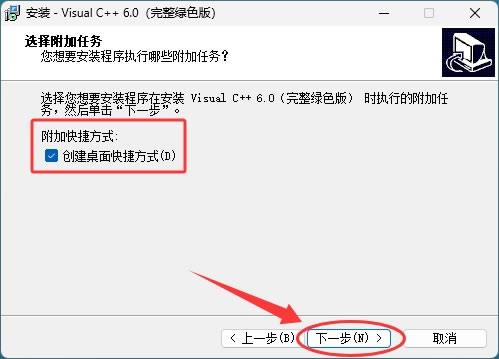 安装 - Visual C++ 6.0（完整绿色版）
选择附加任务
您想要安装程序执行哪些附加任务？
选择您想要安装程序在安装 Visual C++ 6.0（完整绿色版） 时执行的附加任
务，然后单击“下一步”。
附加快捷方式:
创建桌面快捷方式(D)
< 上一步(B)
下一步(N) >
取消